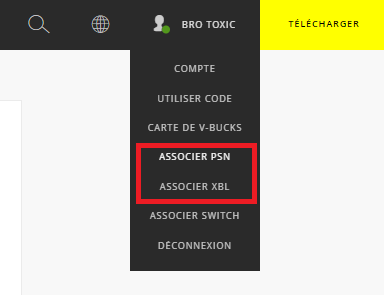 BRO TOXIC
TÉLÉCHARGER
COMPTE
UTILISER CODE
CARTE DE V-BUCKS
ASSOCIER PSN
ASSOCIER XBL
ASSOCIER SWITCH
DÉCONNEXION